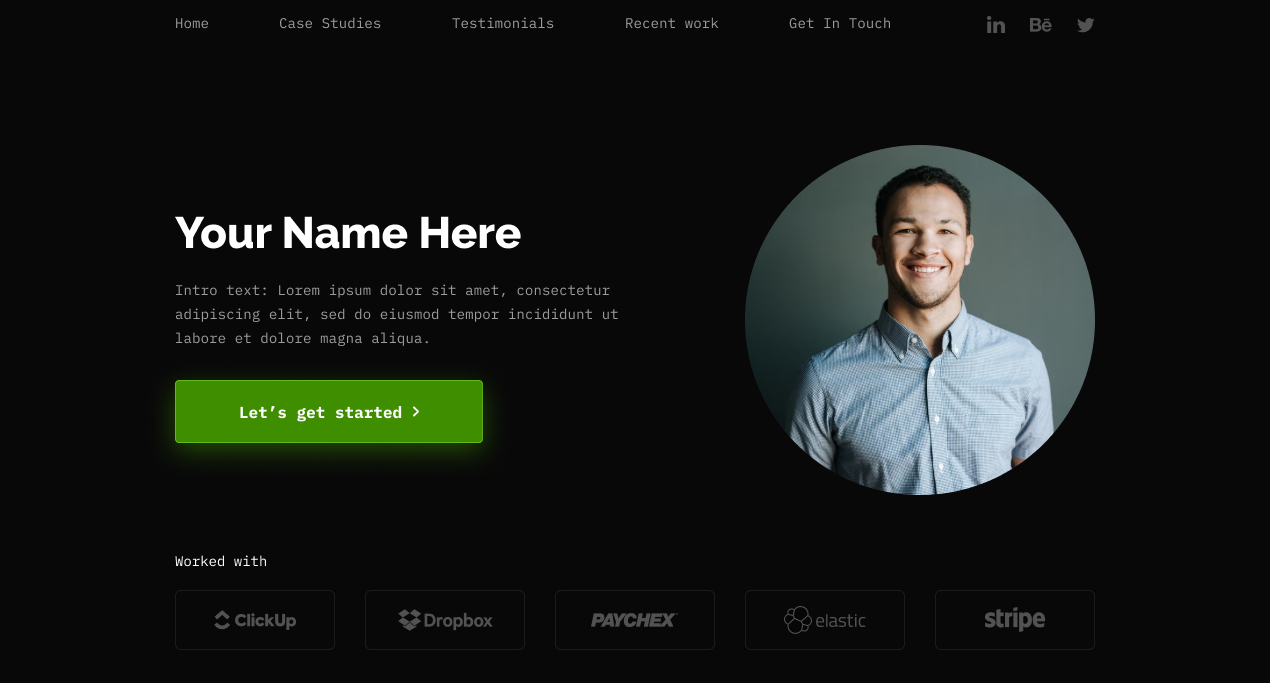 Home
Case Studies
Testimonials
Recent work
Get In Touch
in
Bē
Your Name Here
Intro text: Lorem ipsum dolor sit amet, consectetur
adipiscing elit, sed do eiusmod tempor incididunt ut
labore et dolore magna aliqua.
Let’s get started >
Worked with
ClickUp
Dropbox
PAYCHEX
elastic
stripe